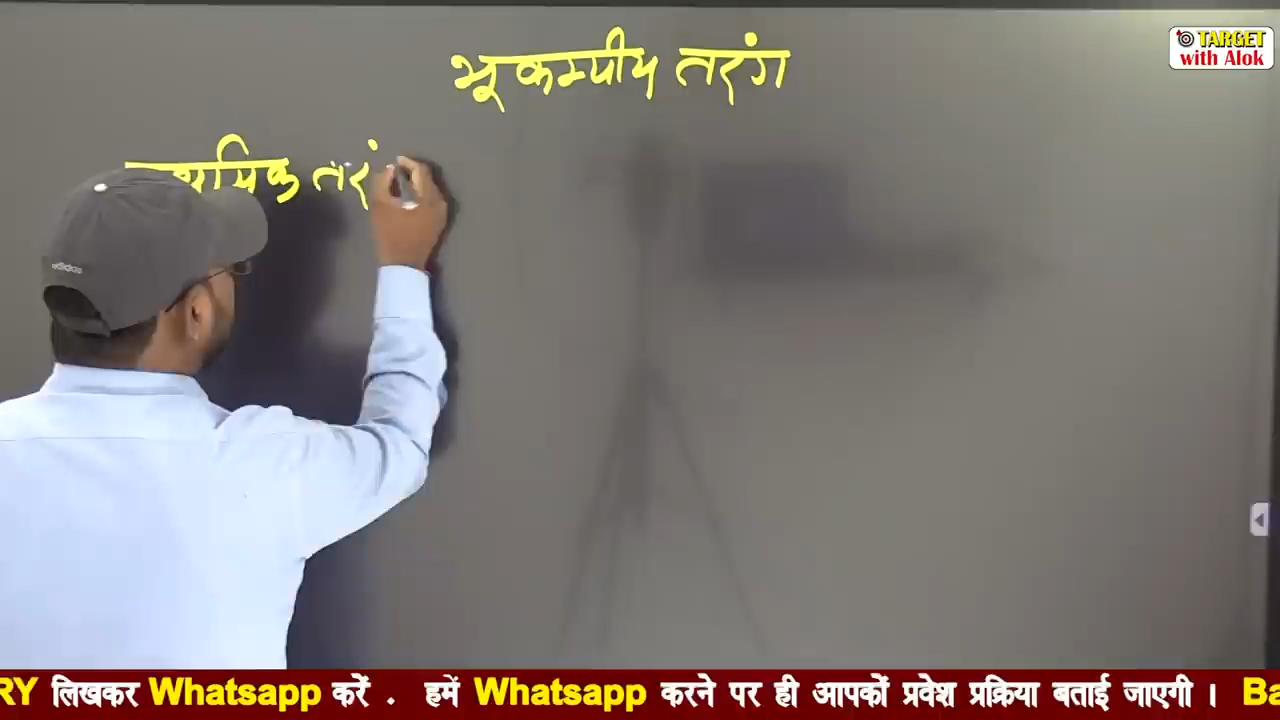 भूकम्पीय तरंग
TARGET
with Alok
adidas
RY लिखकर Whatsapp करें . हमें Whatsapp करने पर ही आपकों प्रवेश प्रक्रिया बताई जाएगी । Ba